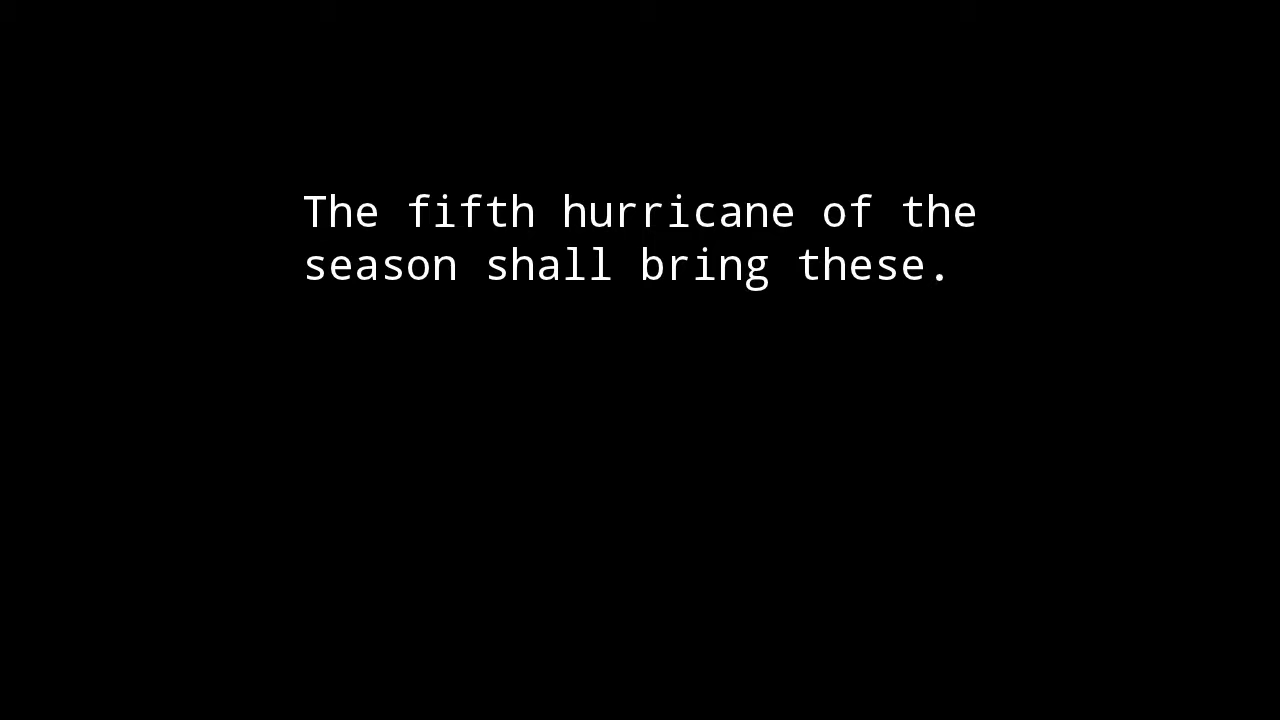 The fifth hurricane of the
season shall bring these.